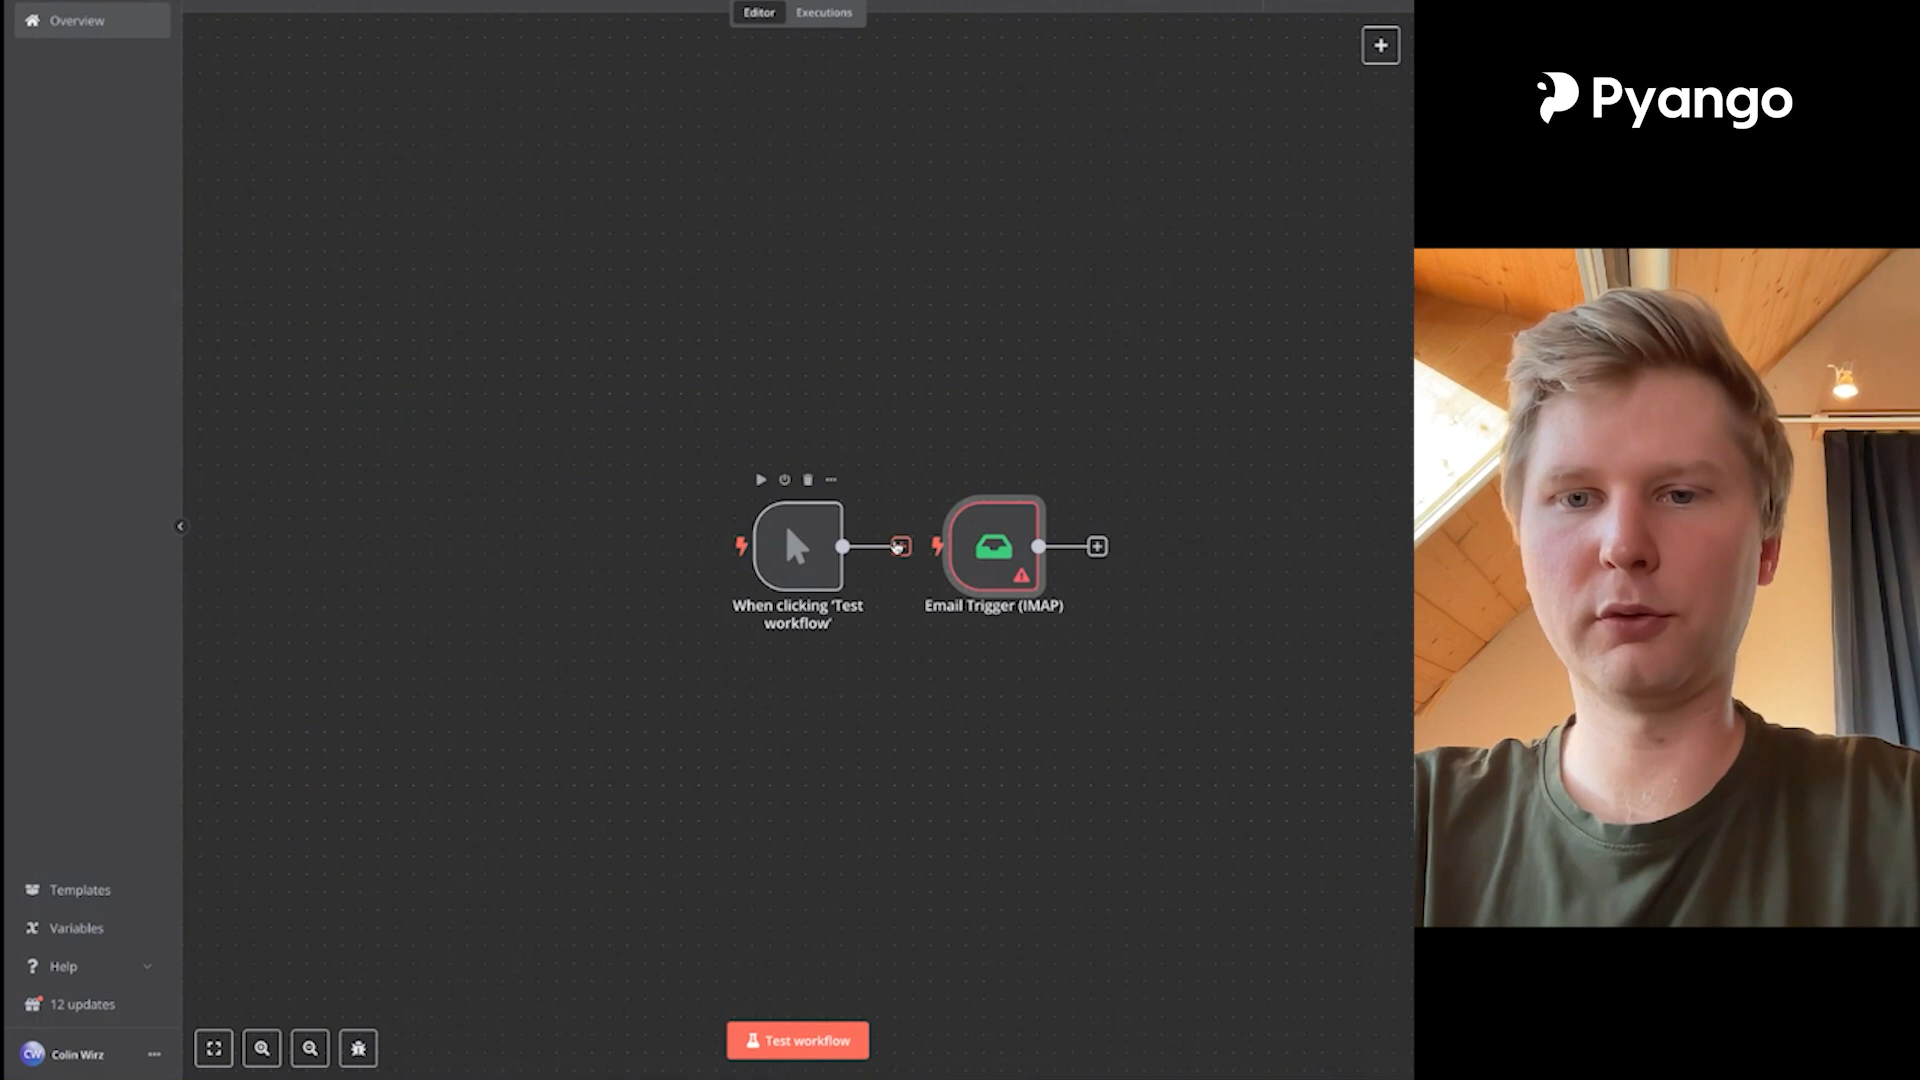 Overview
Editor
Executions
Pyango
When clicking 'Test
workflow'
Email Trigger (IMAP)
Templates
Variables
Help
12 updates
CW
Colin Wirz
Test workflow